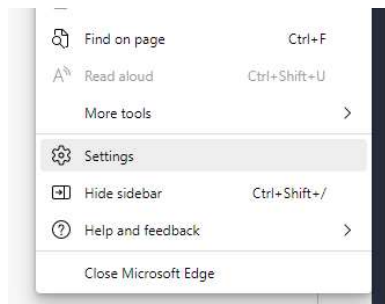 Find on page Ctrl+F
Read aloud Ctrl+Shift+U
More tools
Settings
Hide sidebar Ctrl+Shift+/
Help and feedback
Close Microsoft Edge